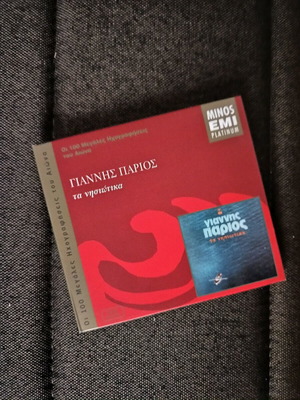 Οι 100 Μεγάλες Ηχογραφήσεις
του Αιώνα
MINOS
EMI
PLATINUM
ΓΙΑΝΝΗΣ ΠΑΡΙΟΣ
τα νησιώτικα
γιαννης
παριος
τα νησιωτικα
Οι 100 Μεγάλες Ηχογραφήσεις του Αιώνα